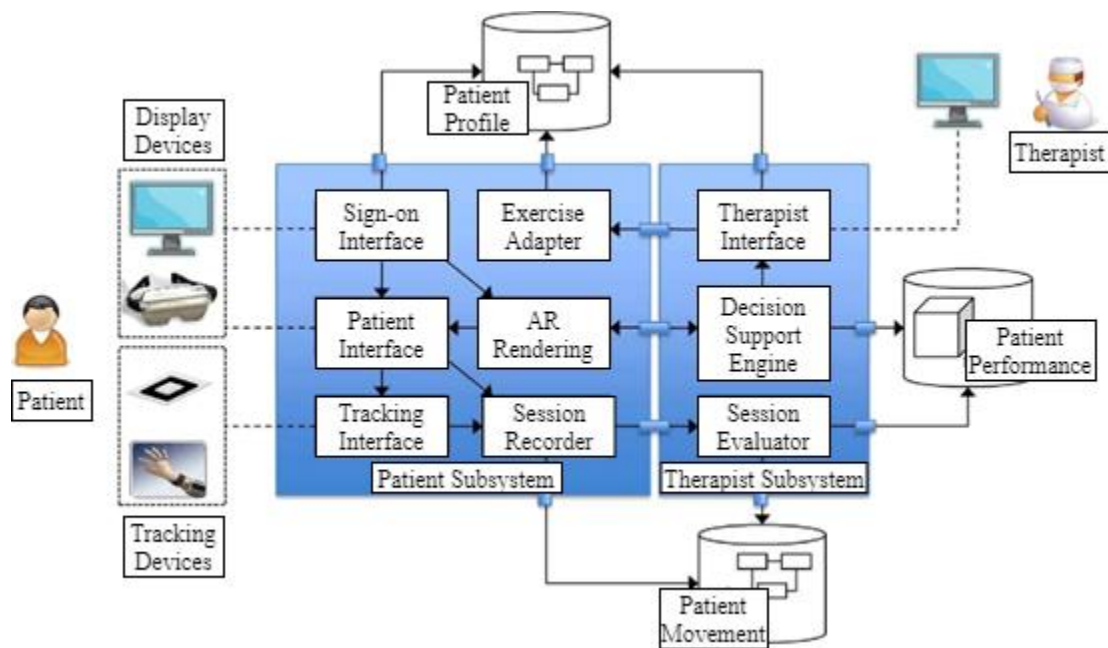 Patient
Profile
Display
Devices
Therapist
Sign-on
Interface
Exercise
Adapter
Therapist
Interface
Patient
Interface
AR
Rendering
Decision
Support
Engine
Patient
Performance
Patient
Tracking
Interface
Session
Recorder
Session
Evaluator
Patient Subsystem
Therapist Subsystem
Tracking
Devices
Patient
Movement